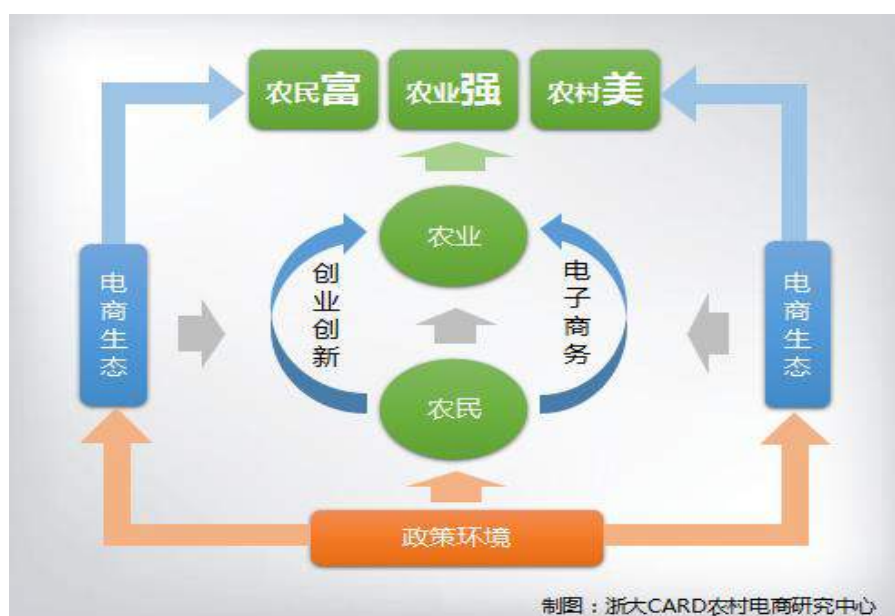 农民富 农业强 农村美
农业
创业创新
电子商务
电商生态
电商生态
农民
政策环境
制图：浙大CARD农村电商研究中心